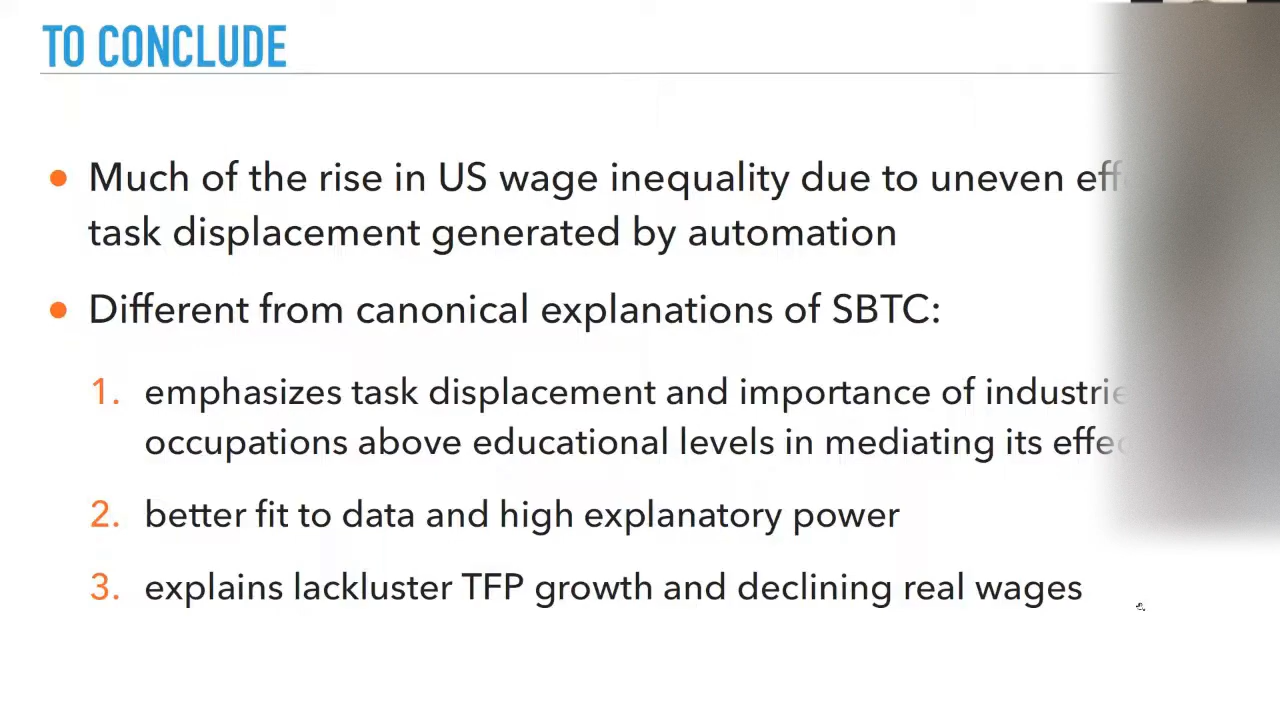 TO CONCLUDE
Much of the rise in US wage inequality due to uneven
task displacement generated by automation
Different from canonical explanations of SBTC:
1. emphasizes task displacement and importance of
occupations above educational levels in mediating its
2. better fit to data and high explanatory power
3. explains lackluster TFP growth and declining real wages